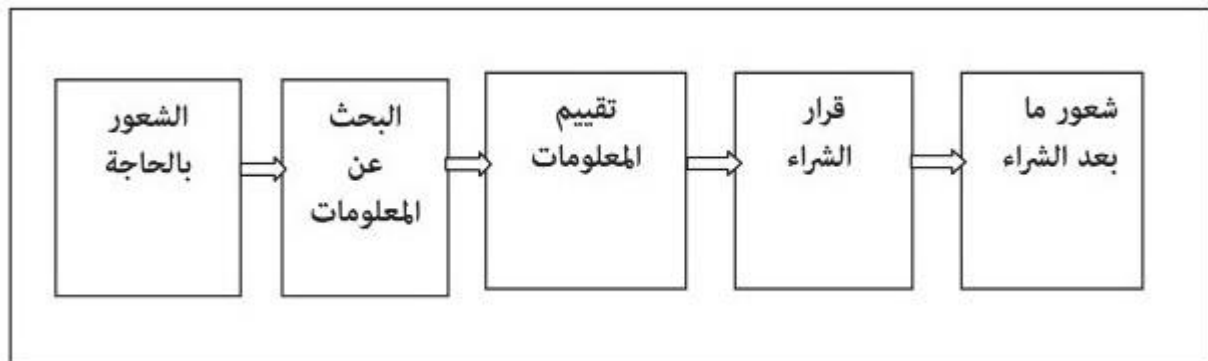 الشعور
بالحاجة
البحث
عن
المعلومات
تقييم
المعلومات
قرار
الشراء
شعور ما
بعد الشراء